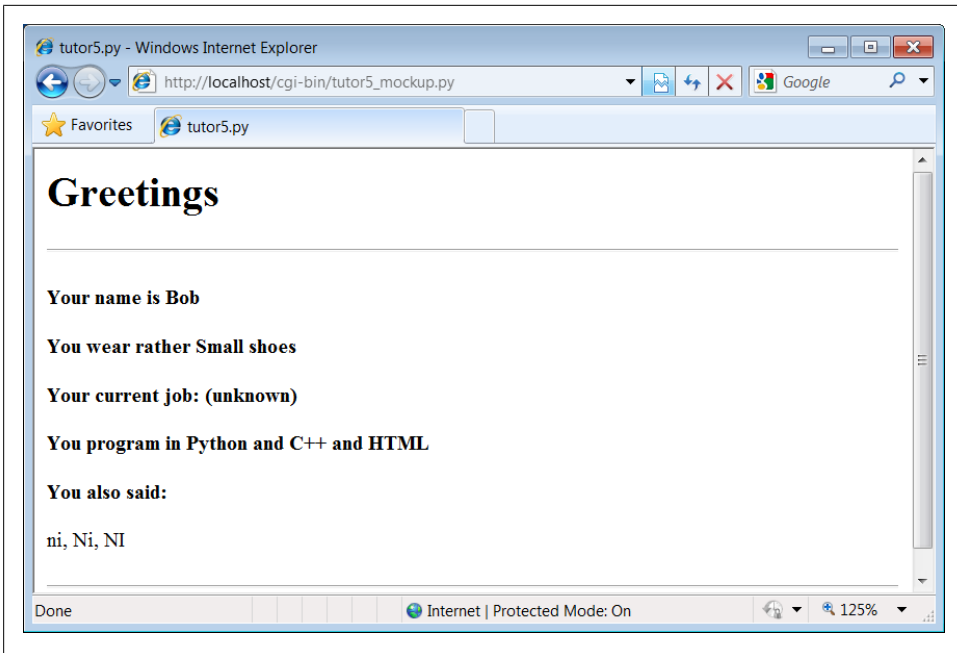 tutor5.py - Windows Internet Explorer
http://localhost/cgi-bin/tutor5_mockup.py
Google
Favorites
tutor5.py
Greetings
Your name is Bob
You wear rather Small shoes
Your current job: (unknown)
You program in Python and C++ and HTML
You also said:
ni, Ni, NI
Done
Internet | Protected Mode: On
125%